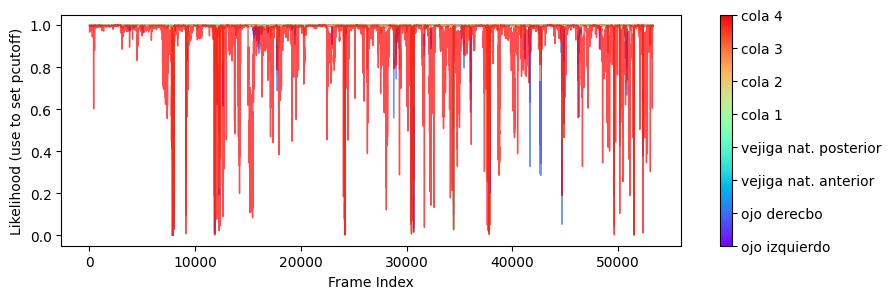 Likelihood (use to set pcutoff)
1.0
0.8
0.6
0.4
0.2
0.0
0
10000
20000
30000
40000
50000
Frame Index
cola 4
cola 3
cola 2
cola 1
vejiga nat. posterior
vejiga nat. anterior
ojo derecbo
ojo izquierdo